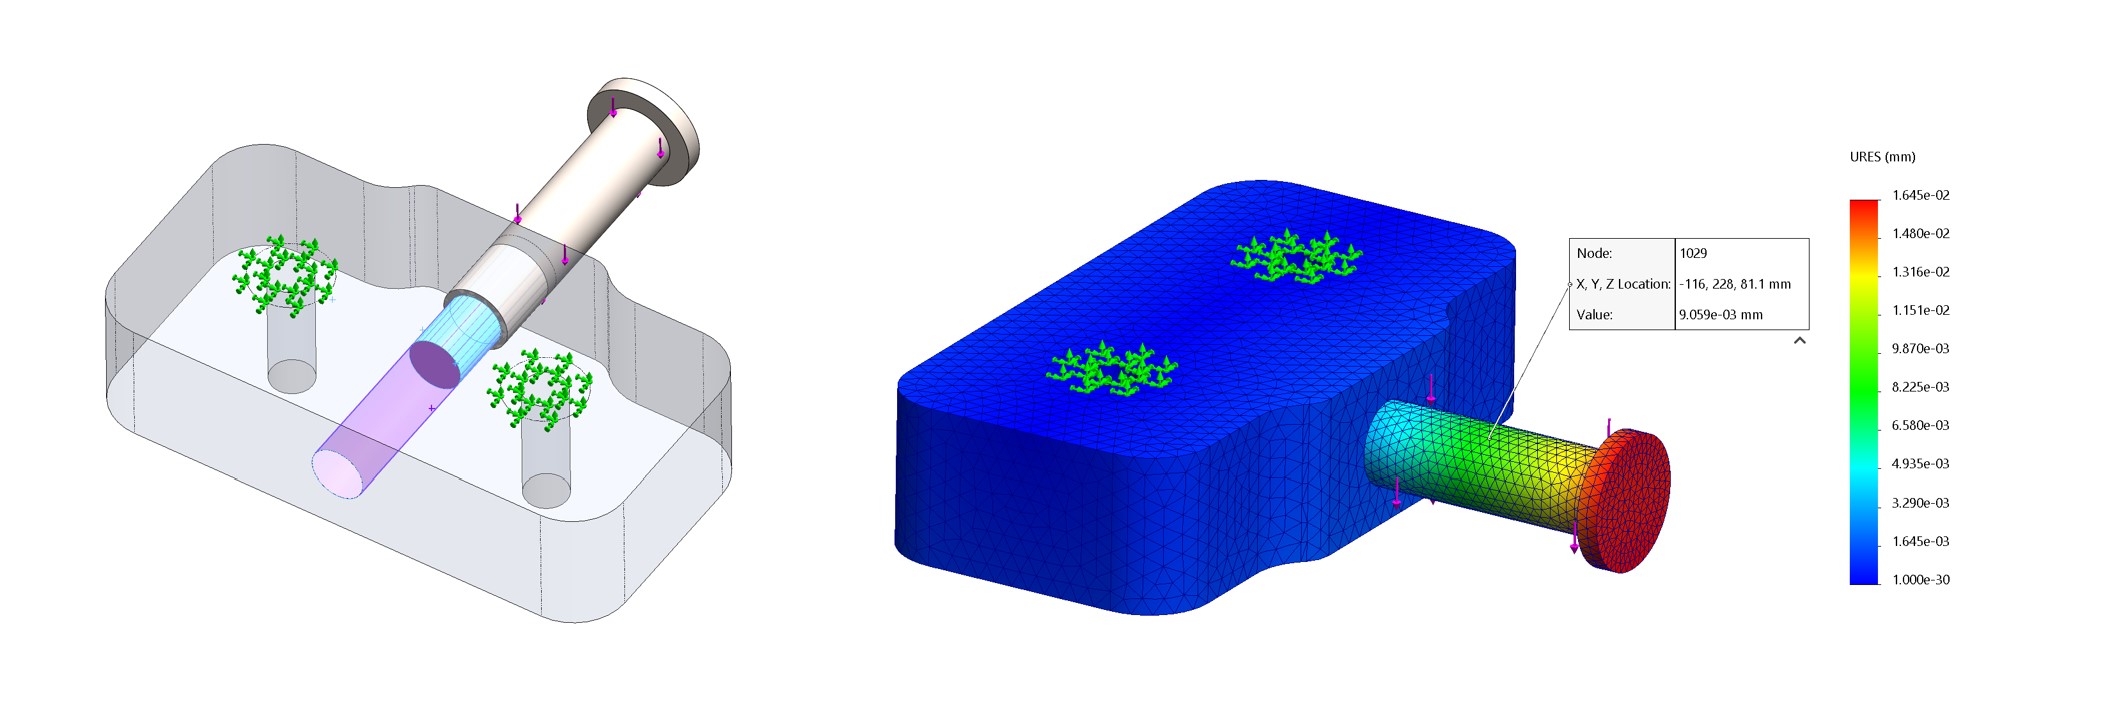 URES (mm)
1.645e-02
1.480e-02
1.316e-02
1.151e-02
9.870e-03
8.225e-03
6.580e-03
4.935e-03
3.290e-03
1.645e-03
1.000e-30
Node: 1029
X, Y, Z Location: -116, 228, 81.1 mm
Value: 9.059e-03 mm